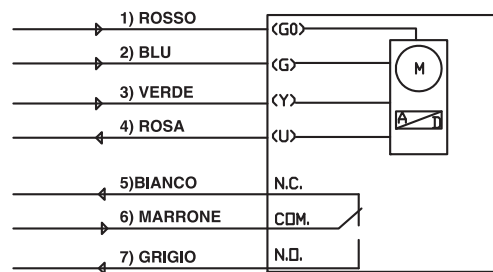 1) ROSSO (G0)
2) BLU (G) M
3) VERDE (Y)
A D
4) ROSA (U)
5)BIANCO N.C.
6) MARRONE COM.
7) GRIGIO N.O.